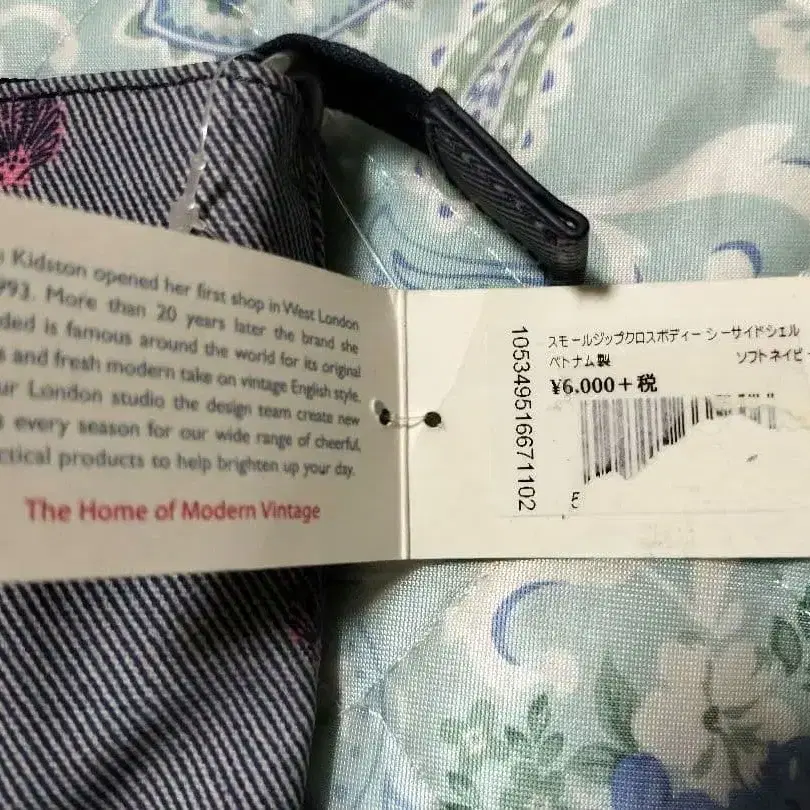 Kidston opened her first shop in West London
993. More than 20 years later the brand she
ded is famous around the world for its original
s and fresh modern take on vintage English style.
ur London studio the design team create new
s every season for our wide range of cheerful,
ctical products to help brighten up your day.
The Home of Modern Vintage
105349516671102
スモールジップクロスボディー シーサイドシェル
ベトナム製 ソフトネイビー
¥6,000+税
5